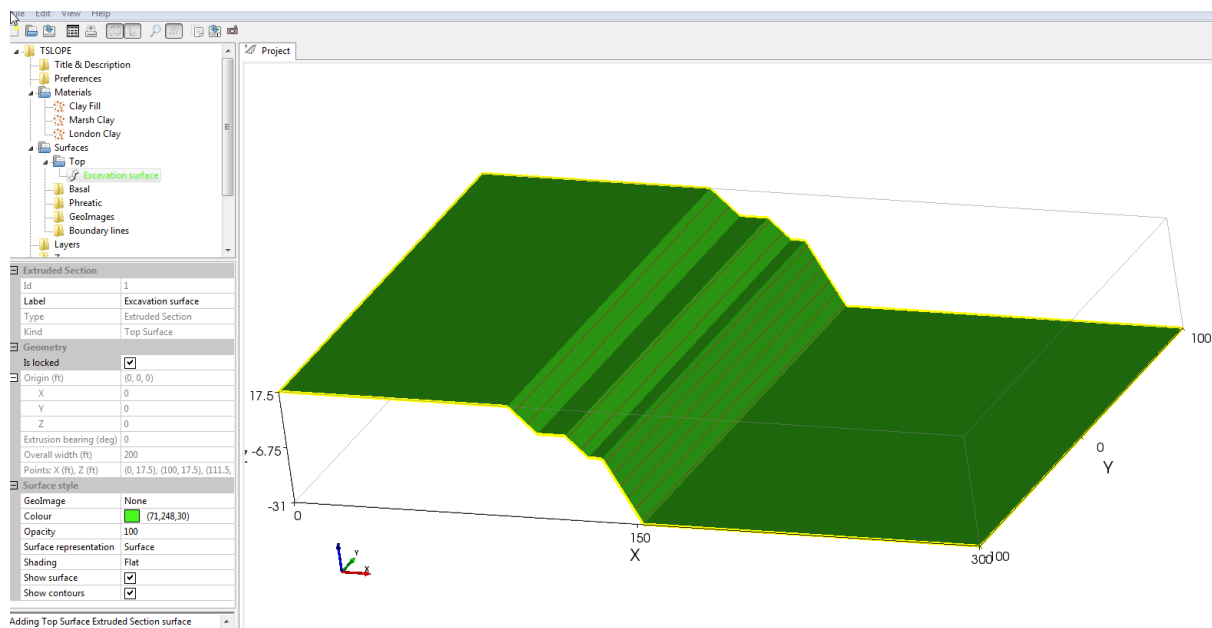 File Edit View Help
TSLOPE
Title & Description
Preferences
Materials
Clay Fill
Marsh Clay
London Clay
Surfaces
Top
Excavation surface
Basal
Phreatic
GeoImages
Boundary lines
Layers
Extruded Section
Id 1
Label Excavation surface
Type Extruded Section
Kind Top Surface
Geometry
Is locked
Origin (ft) (0, 0, 0)
X 0
Y 0
Z 0
Extrusion bearing (deg) 0
Overall width (ft) 200
Points: X (ft), Z (ft) (0, 17.5), (100, 17.5), (111.5,
Surface style
GeoImage None
Colour (71,248,30)
Opacity 100
Surface representation Surface
Shading Flat
Show surface
Show contours
Adding Top Surface Extruded Section surface
Project
17.5
-6.75
-31
0
150
X
300
-100
0
Y
100
Y
X